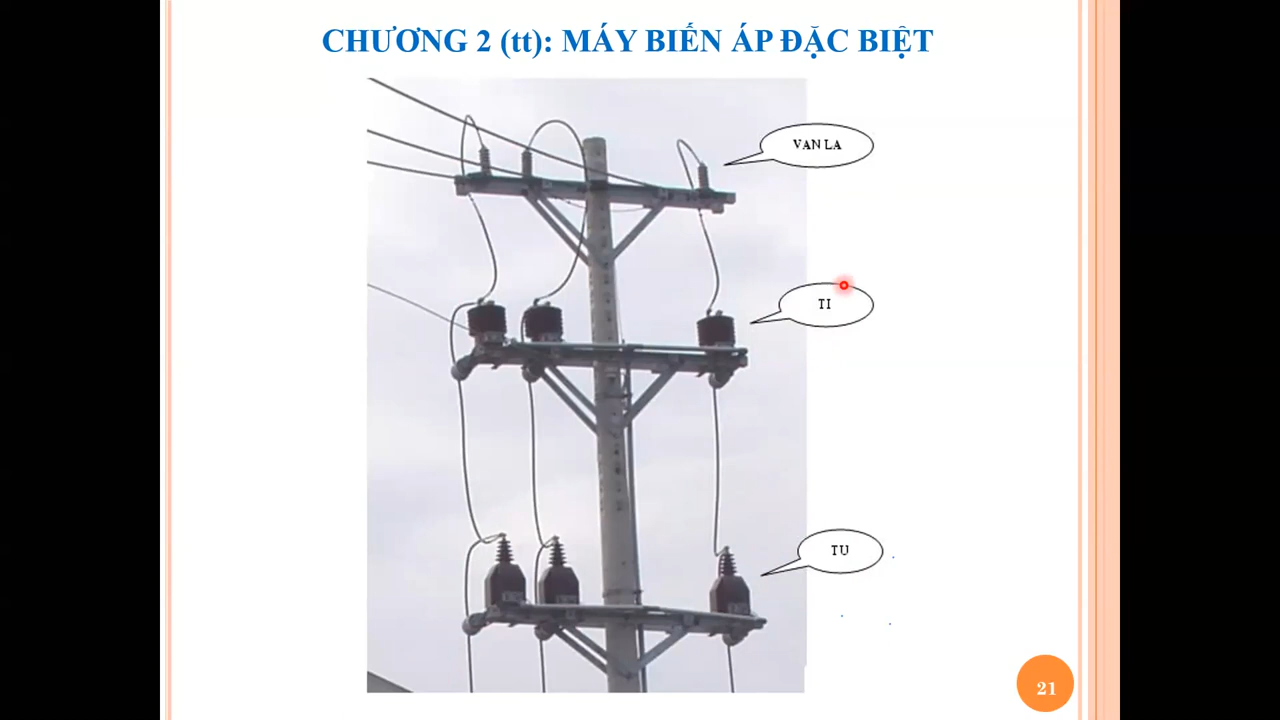 CHƯƠNG 2 (tt): MÁY BIẾN ÁP ĐẶC BIỆT
VAN LA
TI
TU
21